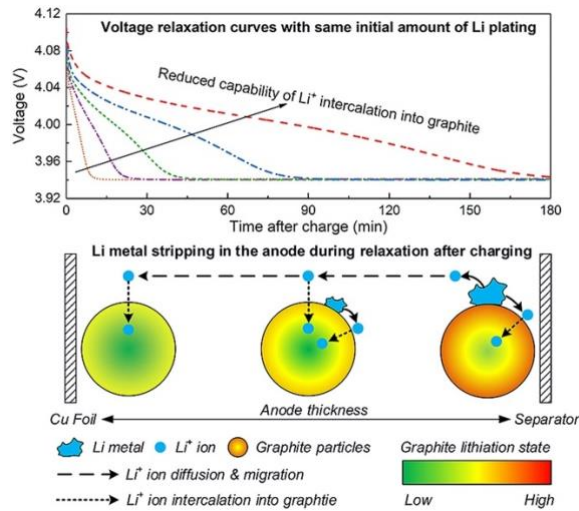 Voltage relaxation curves with same initial amount of Li plating
Reduced capability of Li⁺ intercalation into graphite
Voltage (V)
4.12
4.08
4.04
4.00
3.96
3.92
0 30 60 90 120 150 180
Time after charge (min)
Li metal stripping in the anode during relaxation after charging
Cu Foil Anode thickness Separator
Li metal Li⁺ ion Graphite particles
Li⁺ ion diffusion & migration
Li⁺ ion intercalation into graphtie
Graphite lithiation state
Low High